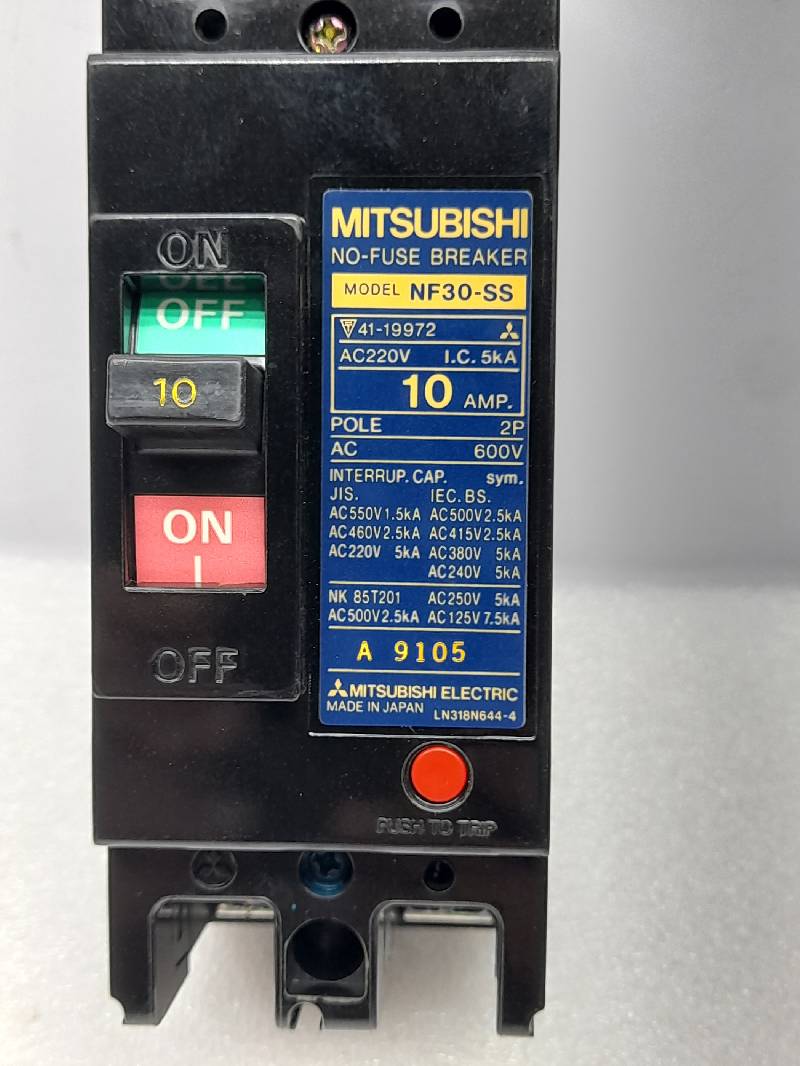 ON
OFF
10
ON
I
OFF
MITSUBISHI
NO-FUSE BREAKER
MODEL NF30-SS
41-19972
AC220V I.C. 5kA
10 AMP.
POLE 2P
AC 600V
INTERRUP. CAP. sym.
JIS. IEC. BS.
AC550V 1.5kA AC500V 2.5kA
AC460V 2.5kA AC415V 2.5kA
AC220V 5kA AC380V 5kA
AC240V 5kA
NK 85T201 AC250V 5kA
AC500V 2.5kA AC125V 7.5kA
A 9105
MITSUBISHI ELECTRIC
MADE IN JAPAN LN318N644-4
PUSH TO TRIP